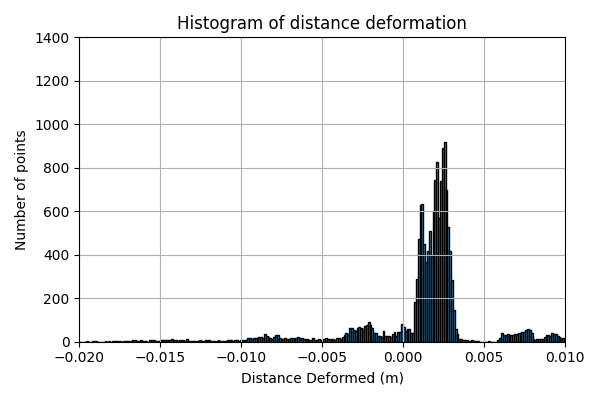 Histogram of distance deformation
1400
1200
1000
800
600
400
200
0
Number of points
−0.020 −0.015 −0.010 −0.005 0.000 0.005 0.010
Distance Deformed (m)